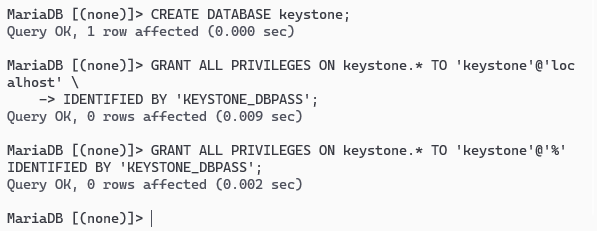 MariaDB [(none)]> CREATE DATABASE keystone;
Query OK, 1 row affected (0.000 sec)
MariaDB [(none)]> GRANT ALL PRIVILEGES ON keystone.* TO 'keystone'@'loc
alhost' \
    -> IDENTIFIED BY 'KEYSTONE_DBPASS';
Query OK, 0 rows affected (0.009 sec)
MariaDB [(none)]> GRANT ALL PRIVILEGES ON keystone.* TO 'keystone'@'%'
IDENTIFIED BY 'KEYSTONE_DBPASS';
Query OK, 0 rows affected (0.002 sec)
MariaDB [(none)]>